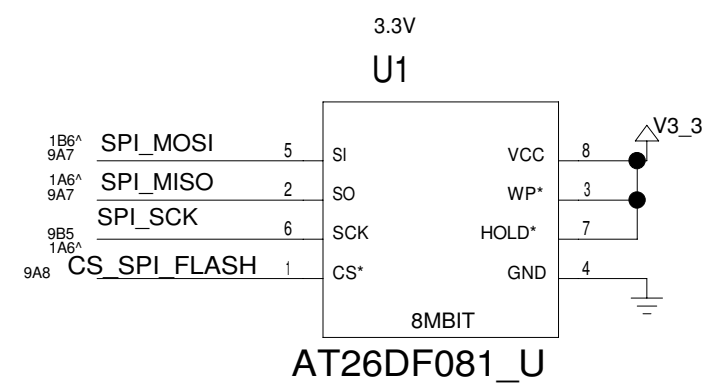 3.3V
U1
1B6^
9A7
SPI_MOSI 5 SI VCC 8 V3_3
1A6^
9A7
SPI_MISO 2 SO WP* 3
9B5
1A6^
SPI_SCK 6 SCK HOLD* 7
9A8 CS_SPI_FLASH 1 CS* GND 4
8MBIT
AT26DF081_U